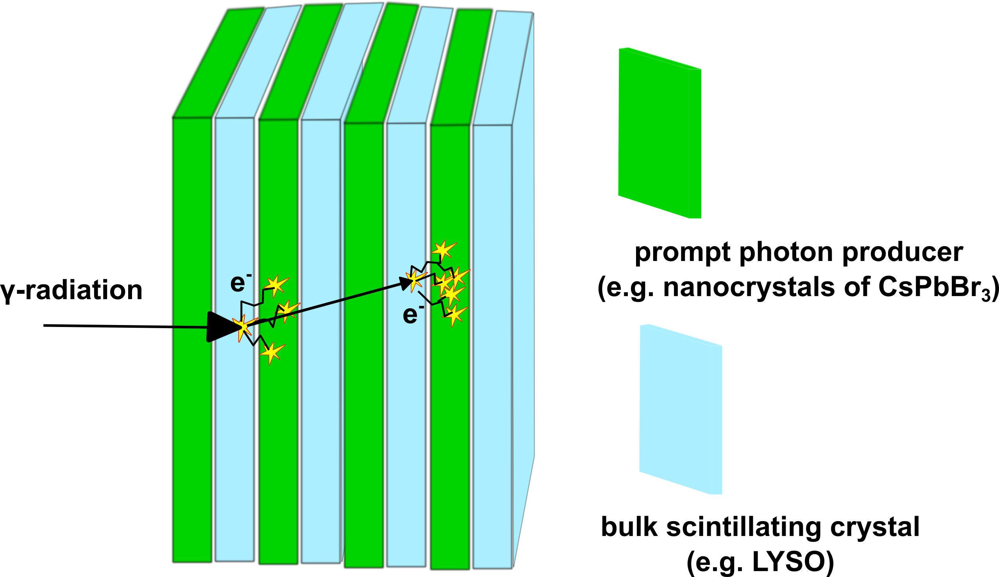 γ-radiation
e⁻
e⁻
prompt photon producer
(e.g. nanocrystals of CsPbBr₃)
bulk scintillating crystal
(e.g. LYSO)